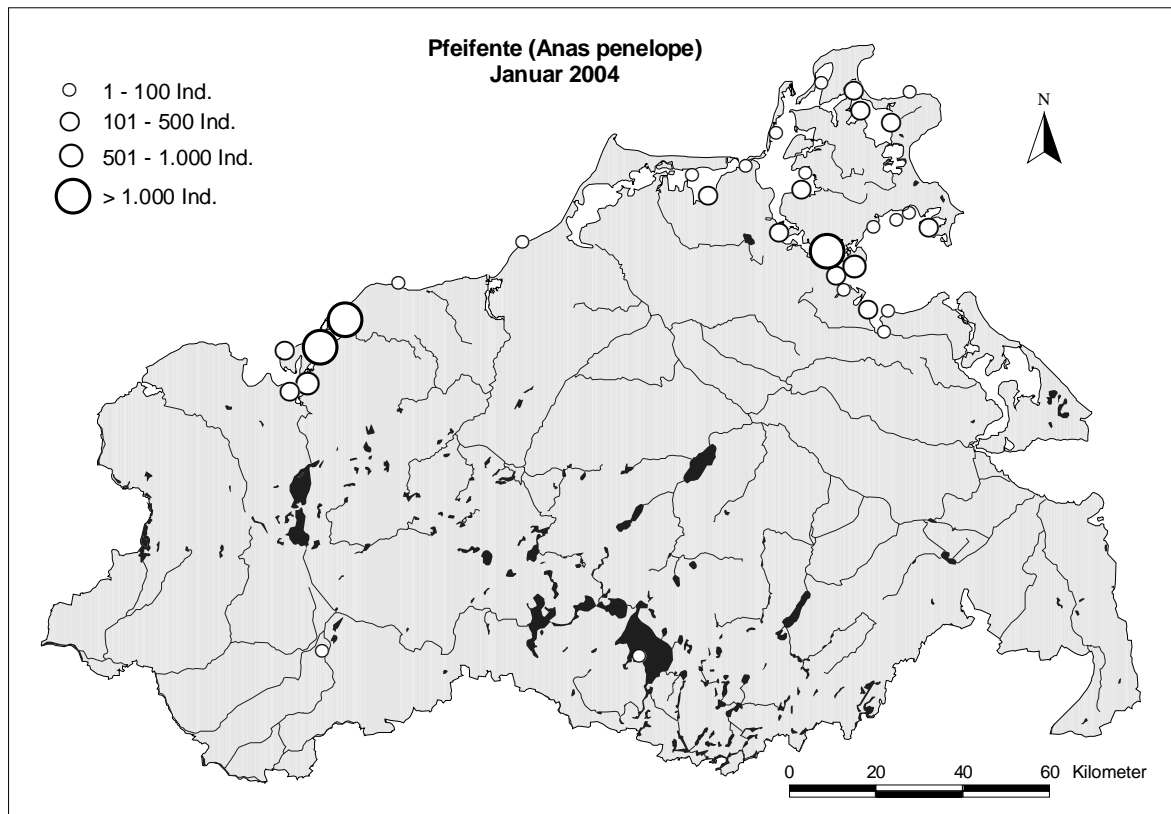 Pfeifente (Anas penelope)
Januar 2004
1 - 100 Ind.
101 - 500 Ind.
501 - 1.000 Ind.
> 1.000 Ind.
N
0 20 40 60 Kilometer